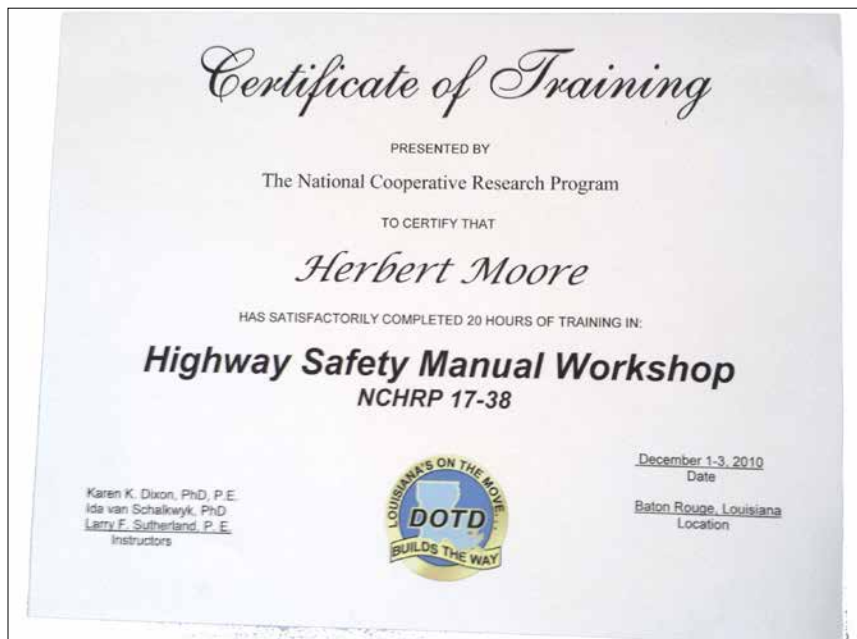 Certificate of Training
PRESENTED BY
The National Cooperative Research Program
TO CERTIFY THAT
Herbert Moore
HAS SATISFACTORILY COMPLETED 20 HOURS OF TRAINING IN:
Highway Safety Manual Workshop
NCHRP 17-38
Karen K. Dixon, PhD, P.E.
Ida van Schalkwyk, PhD
Larry F. Sutherland, P. E.
Instructors
LOUISIANA'S ON THE MOVE...
DOTD
BUILDS THE WAY
December 1-3, 2010
Date
Baton Rouge, Louisiana
Location